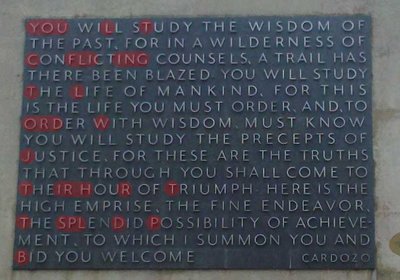 YOU WILL STUDY THE WISDOM OF
THE PAST, FOR IN A WILDERNESS OF
CONFLICTING COUNSELS, A TRAIL HAS
THERE BEEN BLAZED. YOU WILL STUDY
THE LIFE OF MANKIND, FOR THIS
IS THE LIFE YOU MUST ORDER, AND, TO
ORDER WITH WISDOM, MUST KNOW.
YOU WILL STUDY THE PRECEPTS OF
JUSTICE, FOR THESE ARE THE TRUTHS
THAT THROUGH YOU SHALL COME TO
THEIR HOUR OF TRIUMPH. HERE IS THE
HIGH EMPRISE, THE FINE ENDEAVOR,
THE SPLENDID POSSIBILITY OF ACHIEVE-
MENT, TO WHICH I SUMMON YOU AND
BID YOU WELCOME
CARDOZO